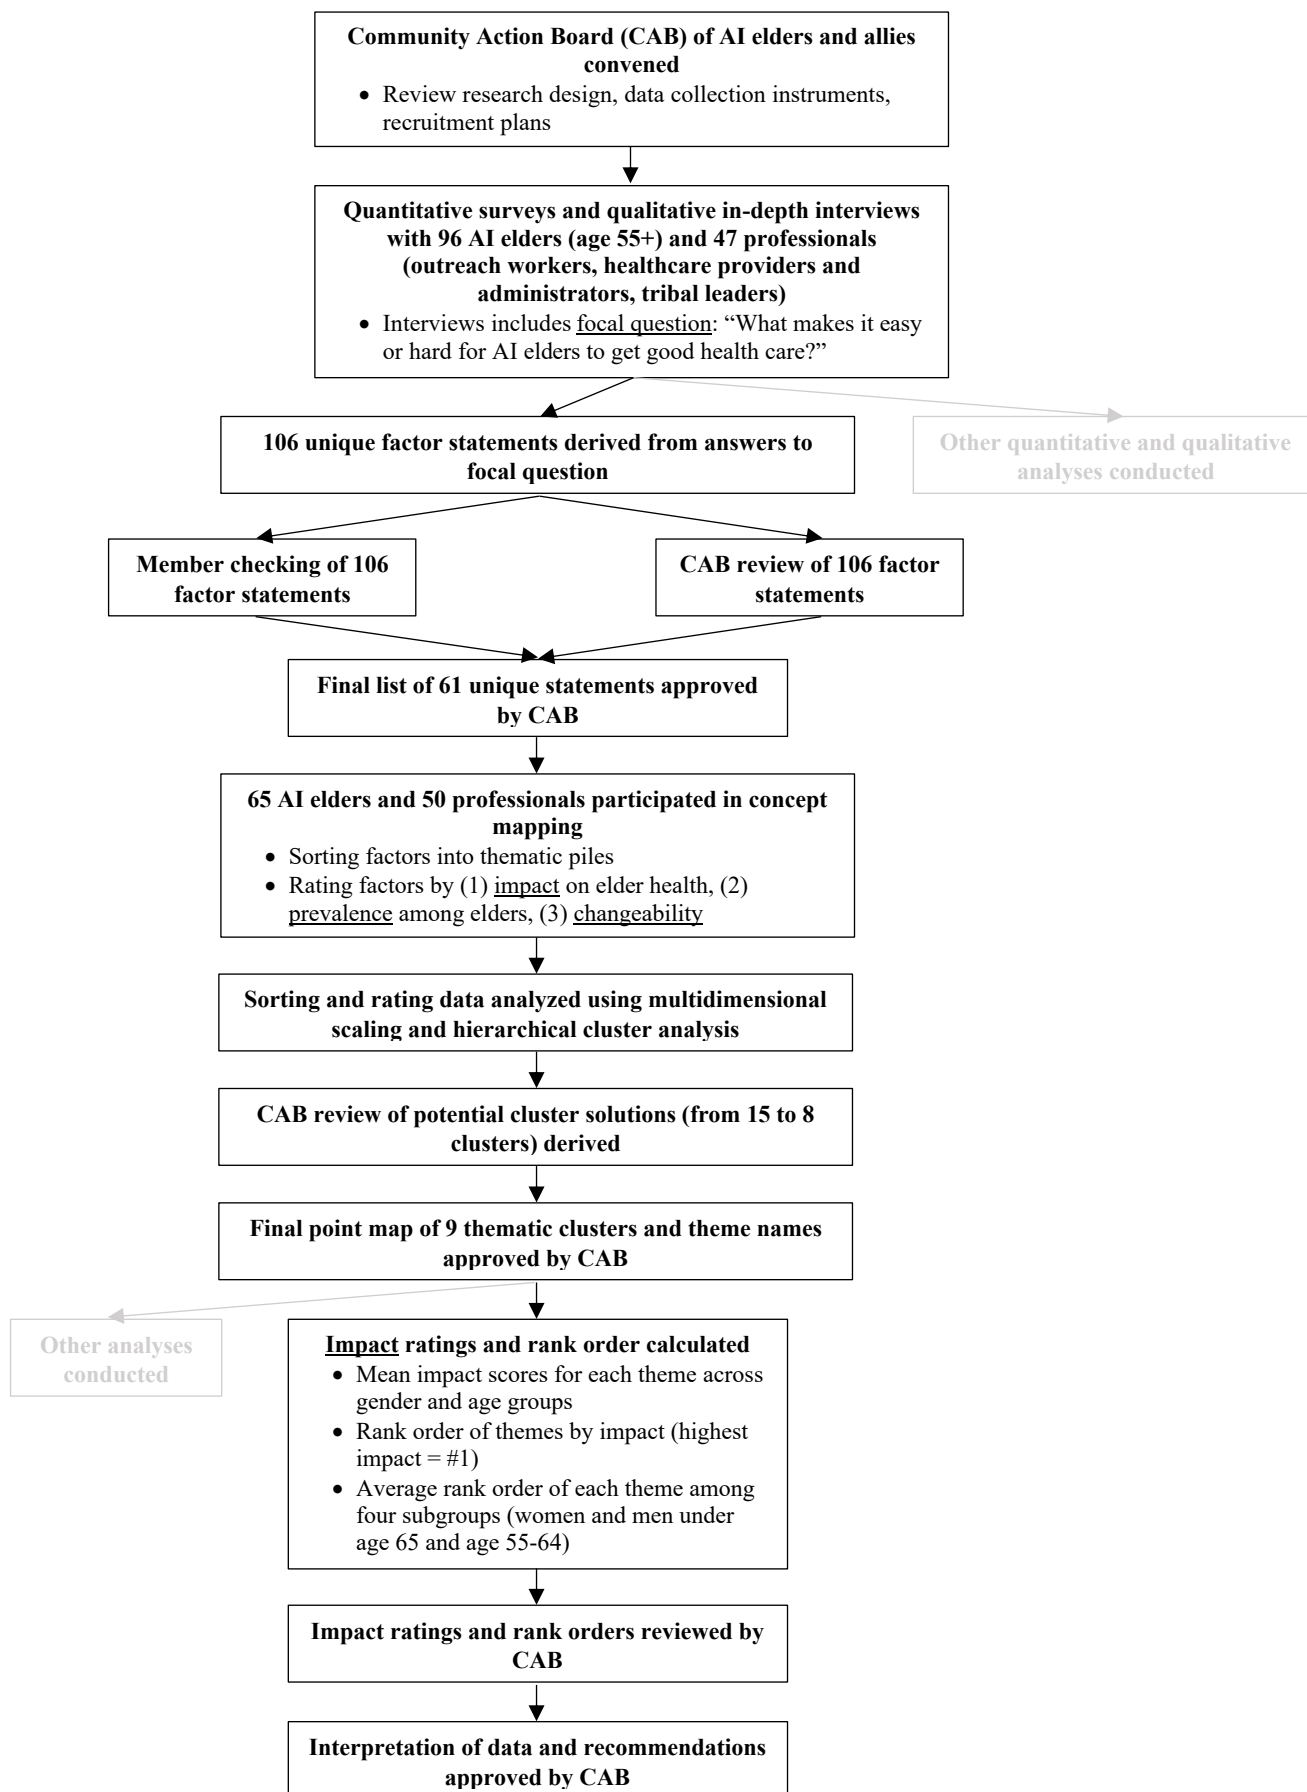 Community Action Board (CAB) of AI elders and allies
convened
• Review research design, data collection instruments,
recruitment plans
Quantitative surveys and qualitative in-depth interviews
with 96 AI elders (age 55+) and 47 professionals
(outreach workers, healthcare providers and
administrators, tribal leaders)
• Interviews includes focal question: “What makes it easy
or hard for AI elders to get good health care?”
106 unique factor statements derived from answers to
focal question
Other quantitative and qualitative
analyses conducted
Member checking of 106
factor statements
CAB review of 106 factor
statements
Final list of 61 unique statements approved
by CAB
65 AI elders and 50 professionals participated in concept
mapping
• Sorting factors into thematic piles
• Rating factors by (1) impact on elder health, (2)
prevalence among elders, (3) changeability
Sorting and rating data analyzed using multidimensional
scaling and hierarchical cluster analysis
CAB review of potential cluster solutions (from 15 to 8
clusters) derived
Final point map of 9 thematic clusters and theme names
approved by CAB
Other analyses
conducted
Impact ratings and rank order calculated
• Mean impact scores for each theme across
gender and age groups
• Rank order of themes by impact (highest
impact = #1)
• Average rank order of each theme among
four subgroups (women and men under
age 65 and age 55-64)
Impact ratings and rank orders reviewed by
CAB
Interpretation of data and recommendations
approved by CAB